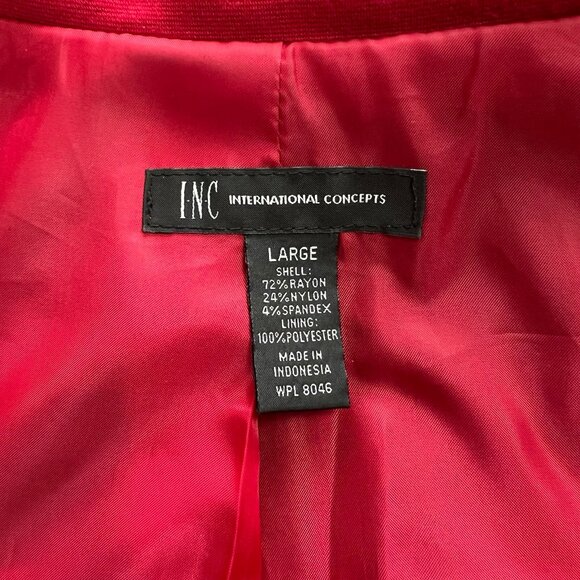 I·N·C INTERNATIONAL CONCEPTS
LARGE
SHELL:
72%RAYON
24%NYLON
4%SPANDEX
LINING:
100%POLYESTER
MADE IN
INDONESIA
WPL 8046